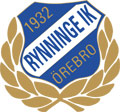 1932
RYNNINGE IK
ÖREBRO